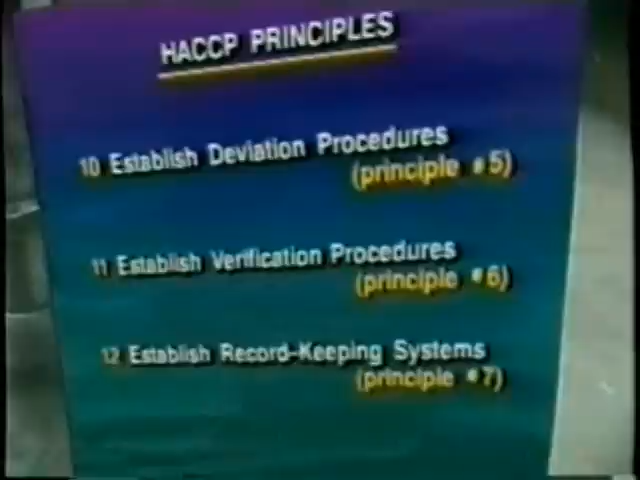 HACCP PRINCIPLES
10 Establish Deviation Procedures
(principle #5)
11 Establish Verification Procedures
(principle #6)
12 Establish Record-Keeping Systems
(principle #7)